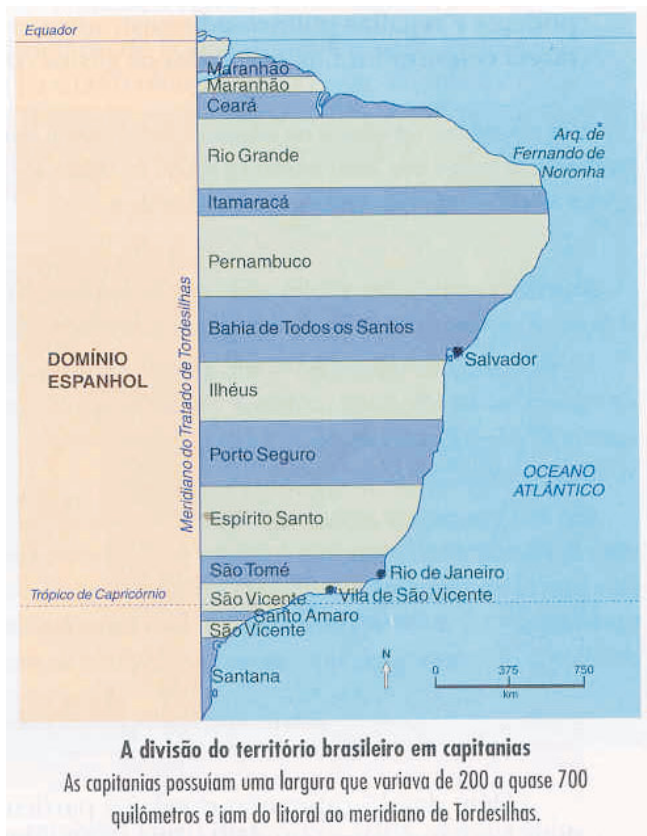 Equador
Maranhão
Maranhão
Ceará
Rio Grande
Arq. de
Fernando de
Noronha
Itamaracá
Pernambuco
Bahia de Todos os Santos
Salvador
DOMÍNIO
ESPANHOL
Meridiano do Tratado de Tordesilhas
Ilhéus
Porto Seguro
OCEANO
ATLÂNTICO
Espírito Santo
São Tomé
Rio de Janeiro
Trópico de Capricórnio
São Vicente
Vila de São Vicente
Santo Amaro
São Vicente
Santana
N
0 375 750
km
A divisão do território brasileiro em capitanias
As capitanias possuíam uma largura que variava de 200 a quase 700
quilômetros e iam do litoral ao meridiano de Tordesilhas.